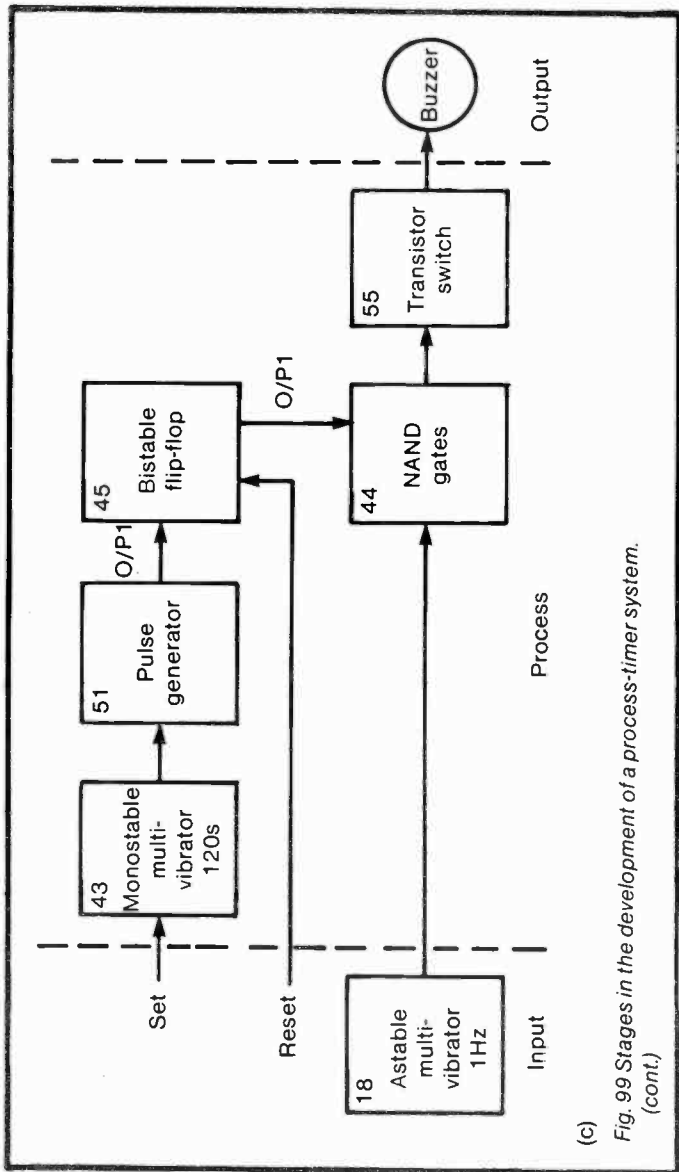 Set
43
Monostable
multi-
vibrator
120s
51
Pulse
generator
O/P1
45
Bistable
flip-flop
O/P1
Reset
18
Astable
multi-
vibrator
1Hz
44
NAND
gates
55
Transistor
switch
Buzzer
Input
Process
Output
(c)
Fig. 99 Stages in the development of a process-timer system.
(cont.)